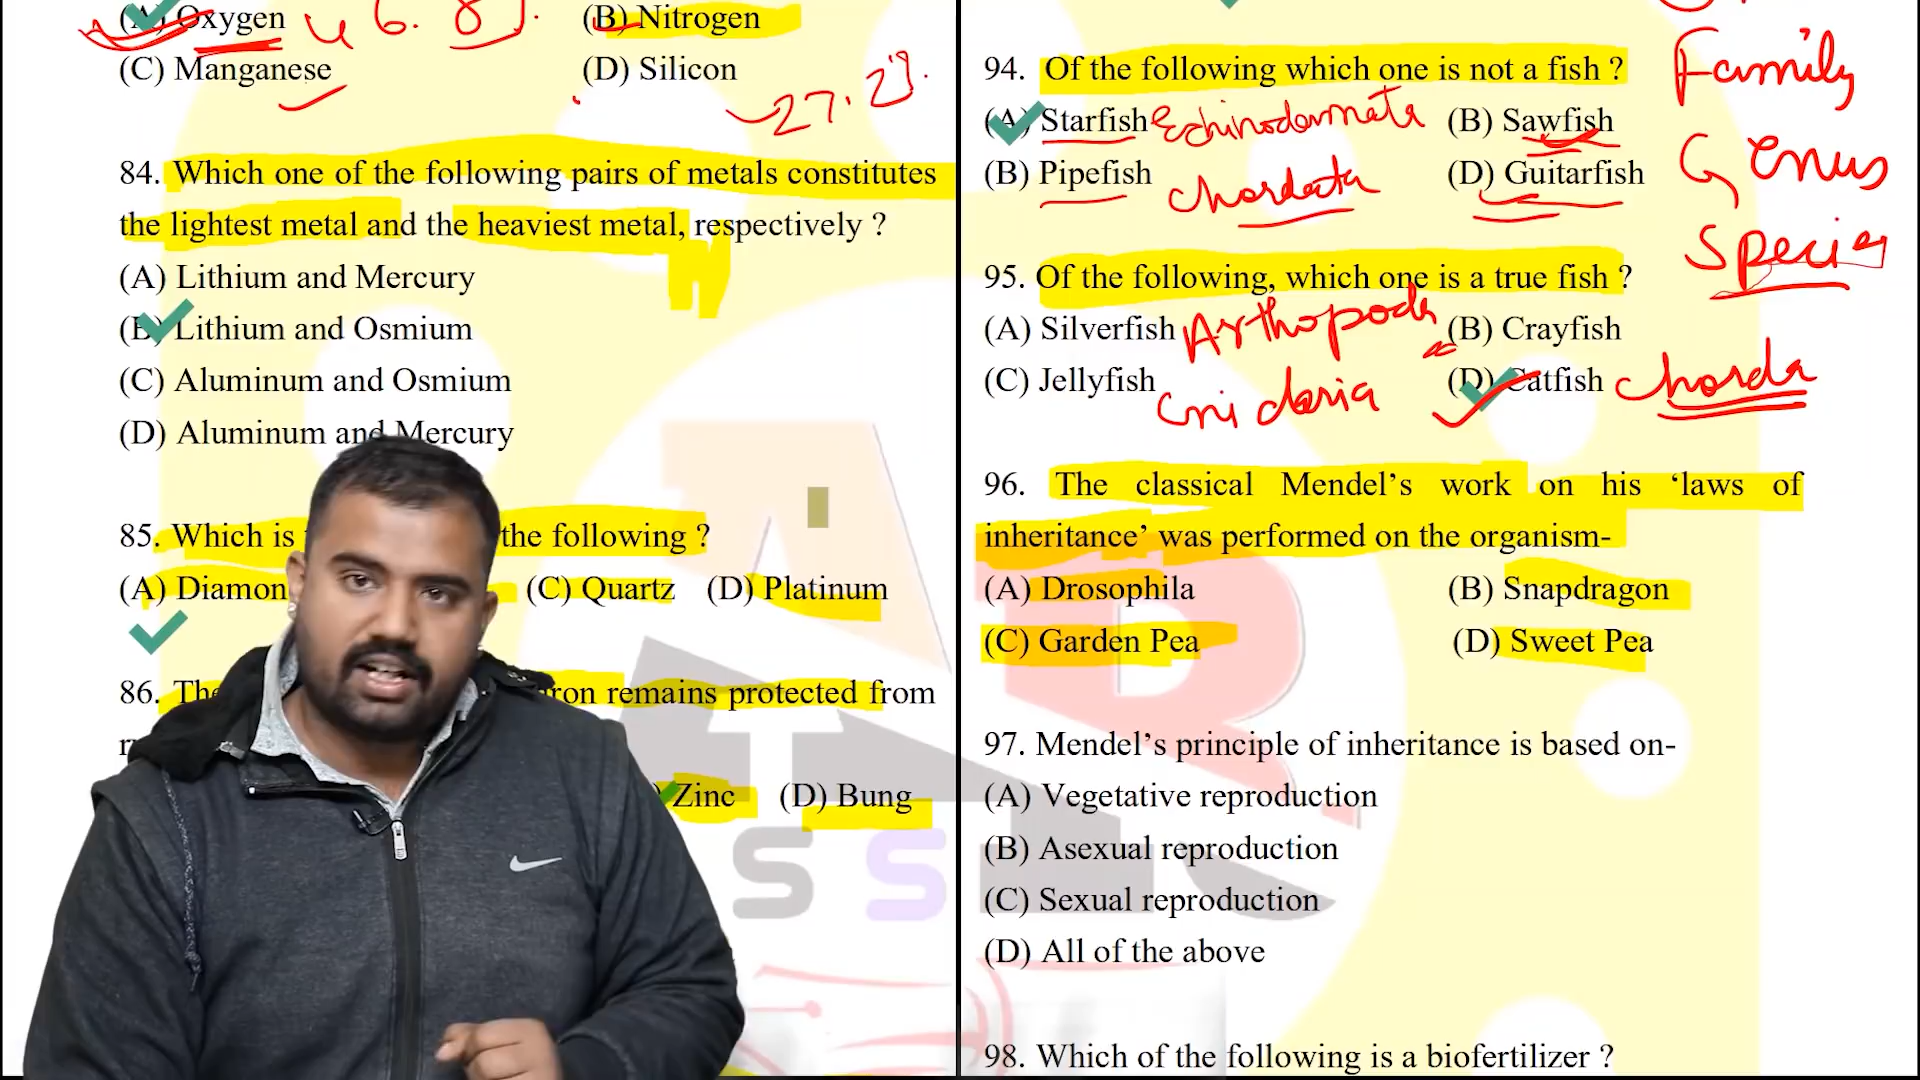 (A) Oxygen 46.8%. (B) Nitrogen
(C) Manganese (D) Silicon
27.2%.
84. Which one of the following pairs of metals constitutes
the lightest metal and the heaviest metal, respectively ?
(A) Lithium and Mercury
(B) Lithium and Osmium
(C) Aluminum and Osmium
(D) Aluminum and Mercury
85. Which is the following ?
(A) Diamon (C) Quartz (D) Platinum
86. The remains protected from
Zinc (D) Bung
S S
94. Of the following which one is not a fish ?
(A) Starfish Echinodermata (B) Sawfish
(B) Pipefish Chordata (D) Guitarfish
Family
Genus
Species
95. Of the following, which one is a true fish ?
(A) Silverfish Arthopoda (B) Crayfish
(C) Jellyfish Cnidaria (D) Catfish Chorda
96. The classical Mendel’s work on his ‘laws of
inheritance’ was performed on the organism-
(A) Drosophila (B) Snapdragon
(C) Garden Pea (D) Sweet Pea
97. Mendel’s principle of inheritance is based on-
(A) Vegetative reproduction
(B) Asexual reproduction
(C) Sexual reproduction
(D) All of the above
98. Which of the following is a biofertilizer ?